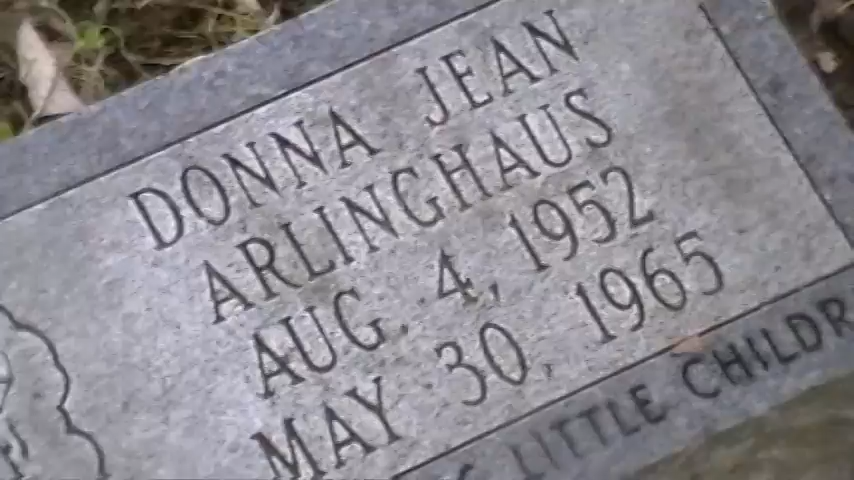 DONNA JEAN
ARLINGHAUS
AUG. 4, 1952
MAY 30, 1965
LITTLE CHILDR